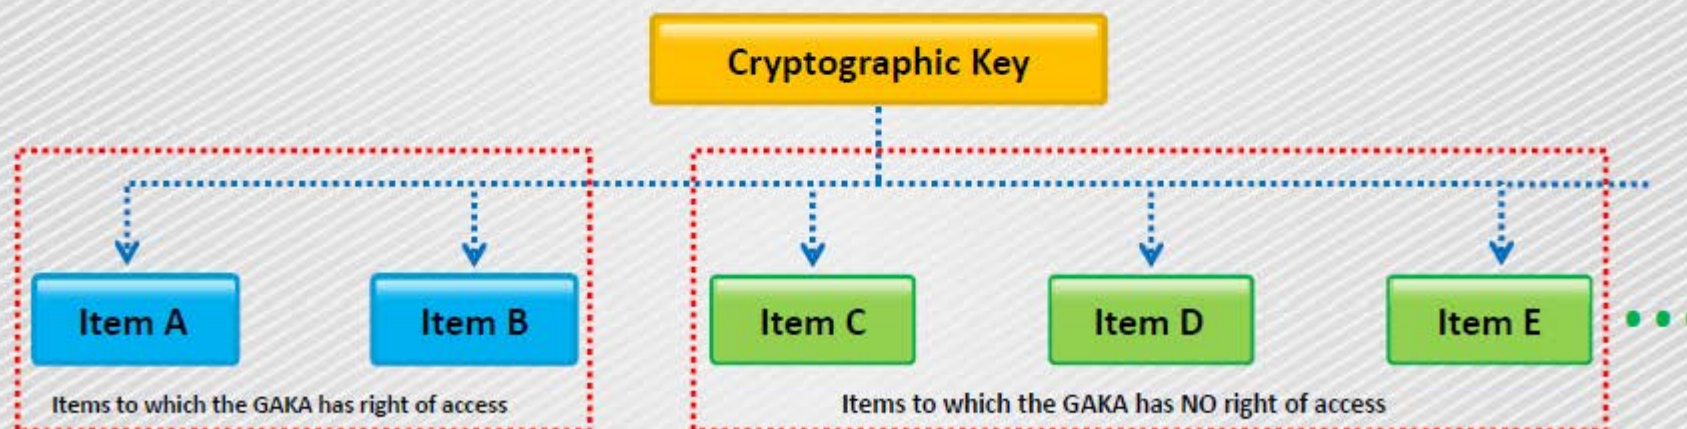 Cryptographic Key
Item A
Item B
Item C
Item D
Item E
Items to which the GAKA has right of access
Items to which the GAKA has NO right of access